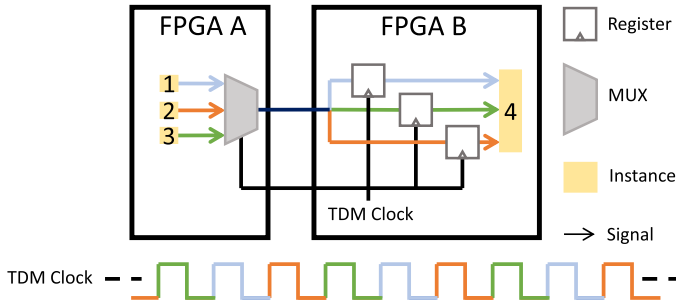 FPGA A
FPGA B
Register
1
2
3
4
MUX
Instance
TDM Clock
Signal
TDM Clock